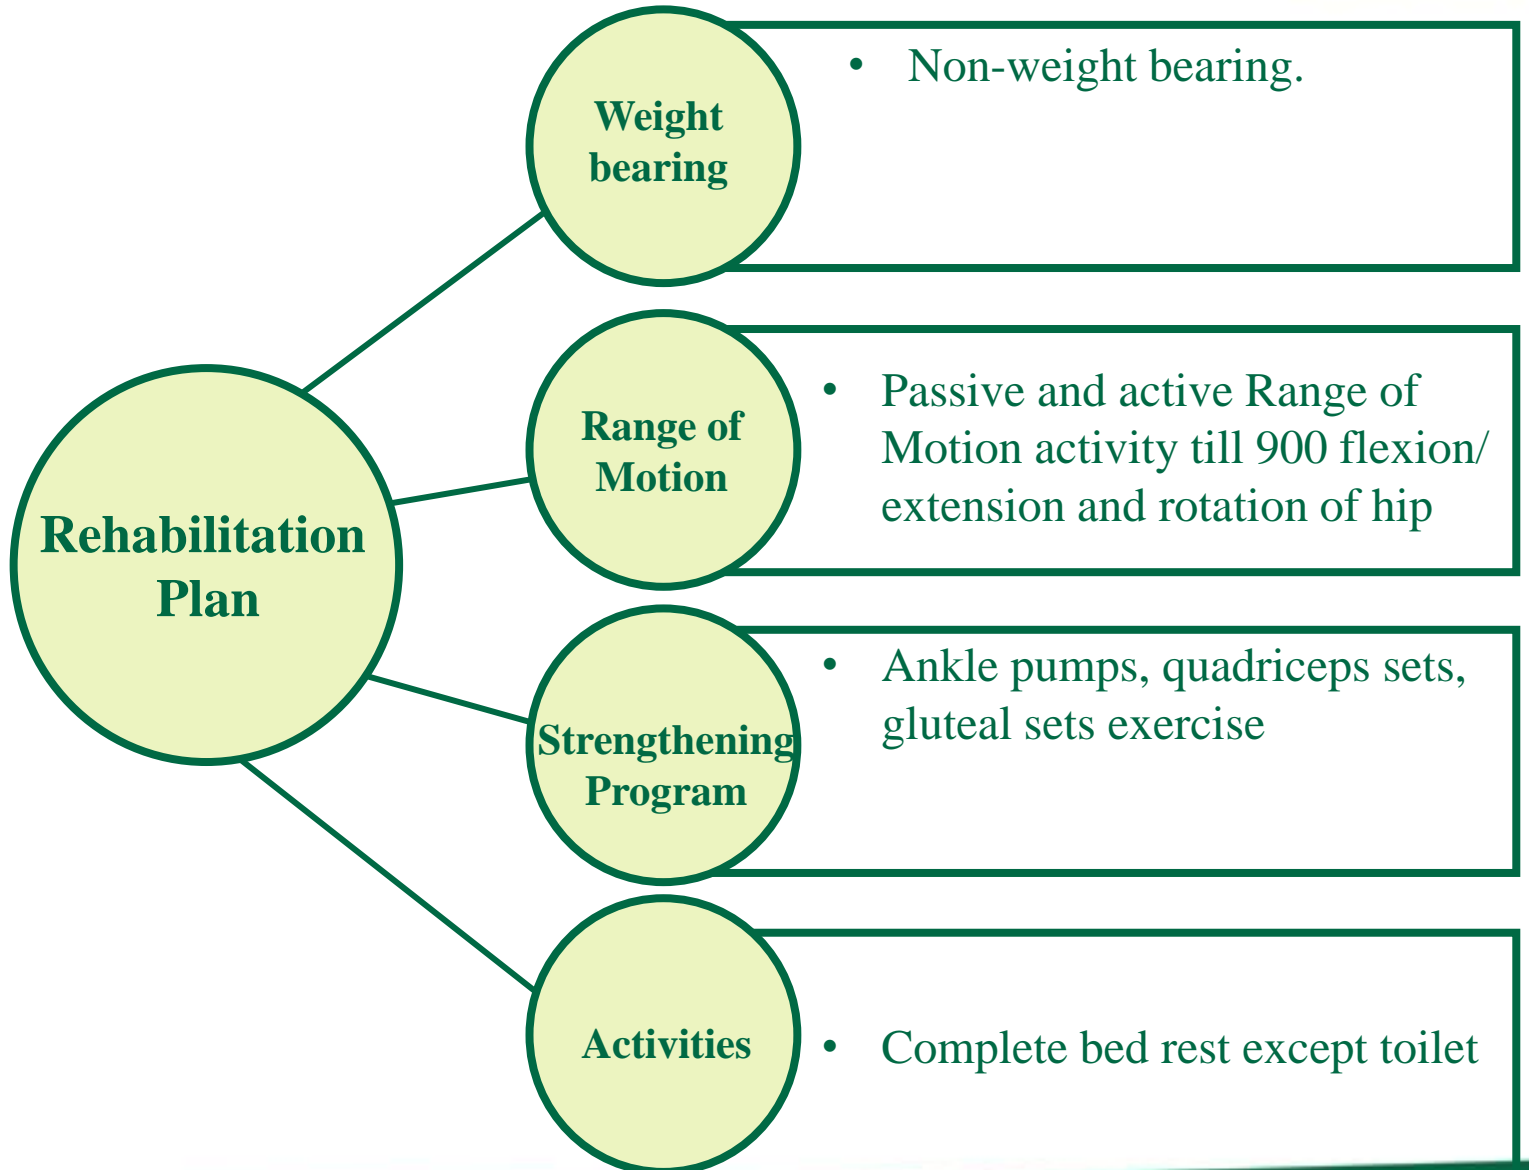 Rehabilitation
Plan
Weight
bearing
• Non-weight bearing.
Range of
Motion
• Passive and active Range of
Motion activity till 900 flexion/
extension and rotation of hip
Strengthening
Program
• Ankle pumps, quadriceps sets,
gluteal sets exercise
Activities
• Complete bed rest except toilet